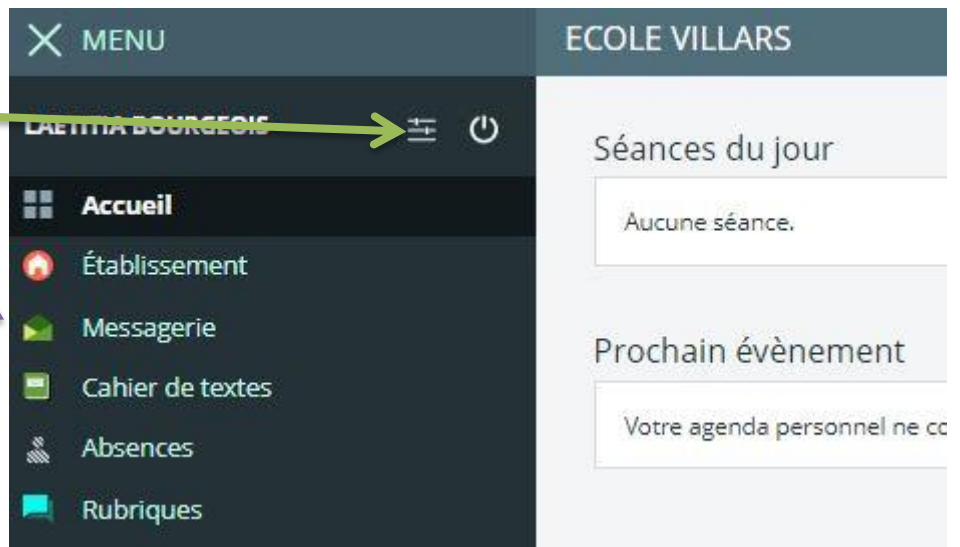 MENU
ECOLE VILLARS
LAETITIA BOURGEOIS
Accueil
Établissement
Messagerie
Cahier de textes
Absences
Rubriques
Séances du jour
Aucune séance.
Prochain évènement
Votre agenda personnel ne